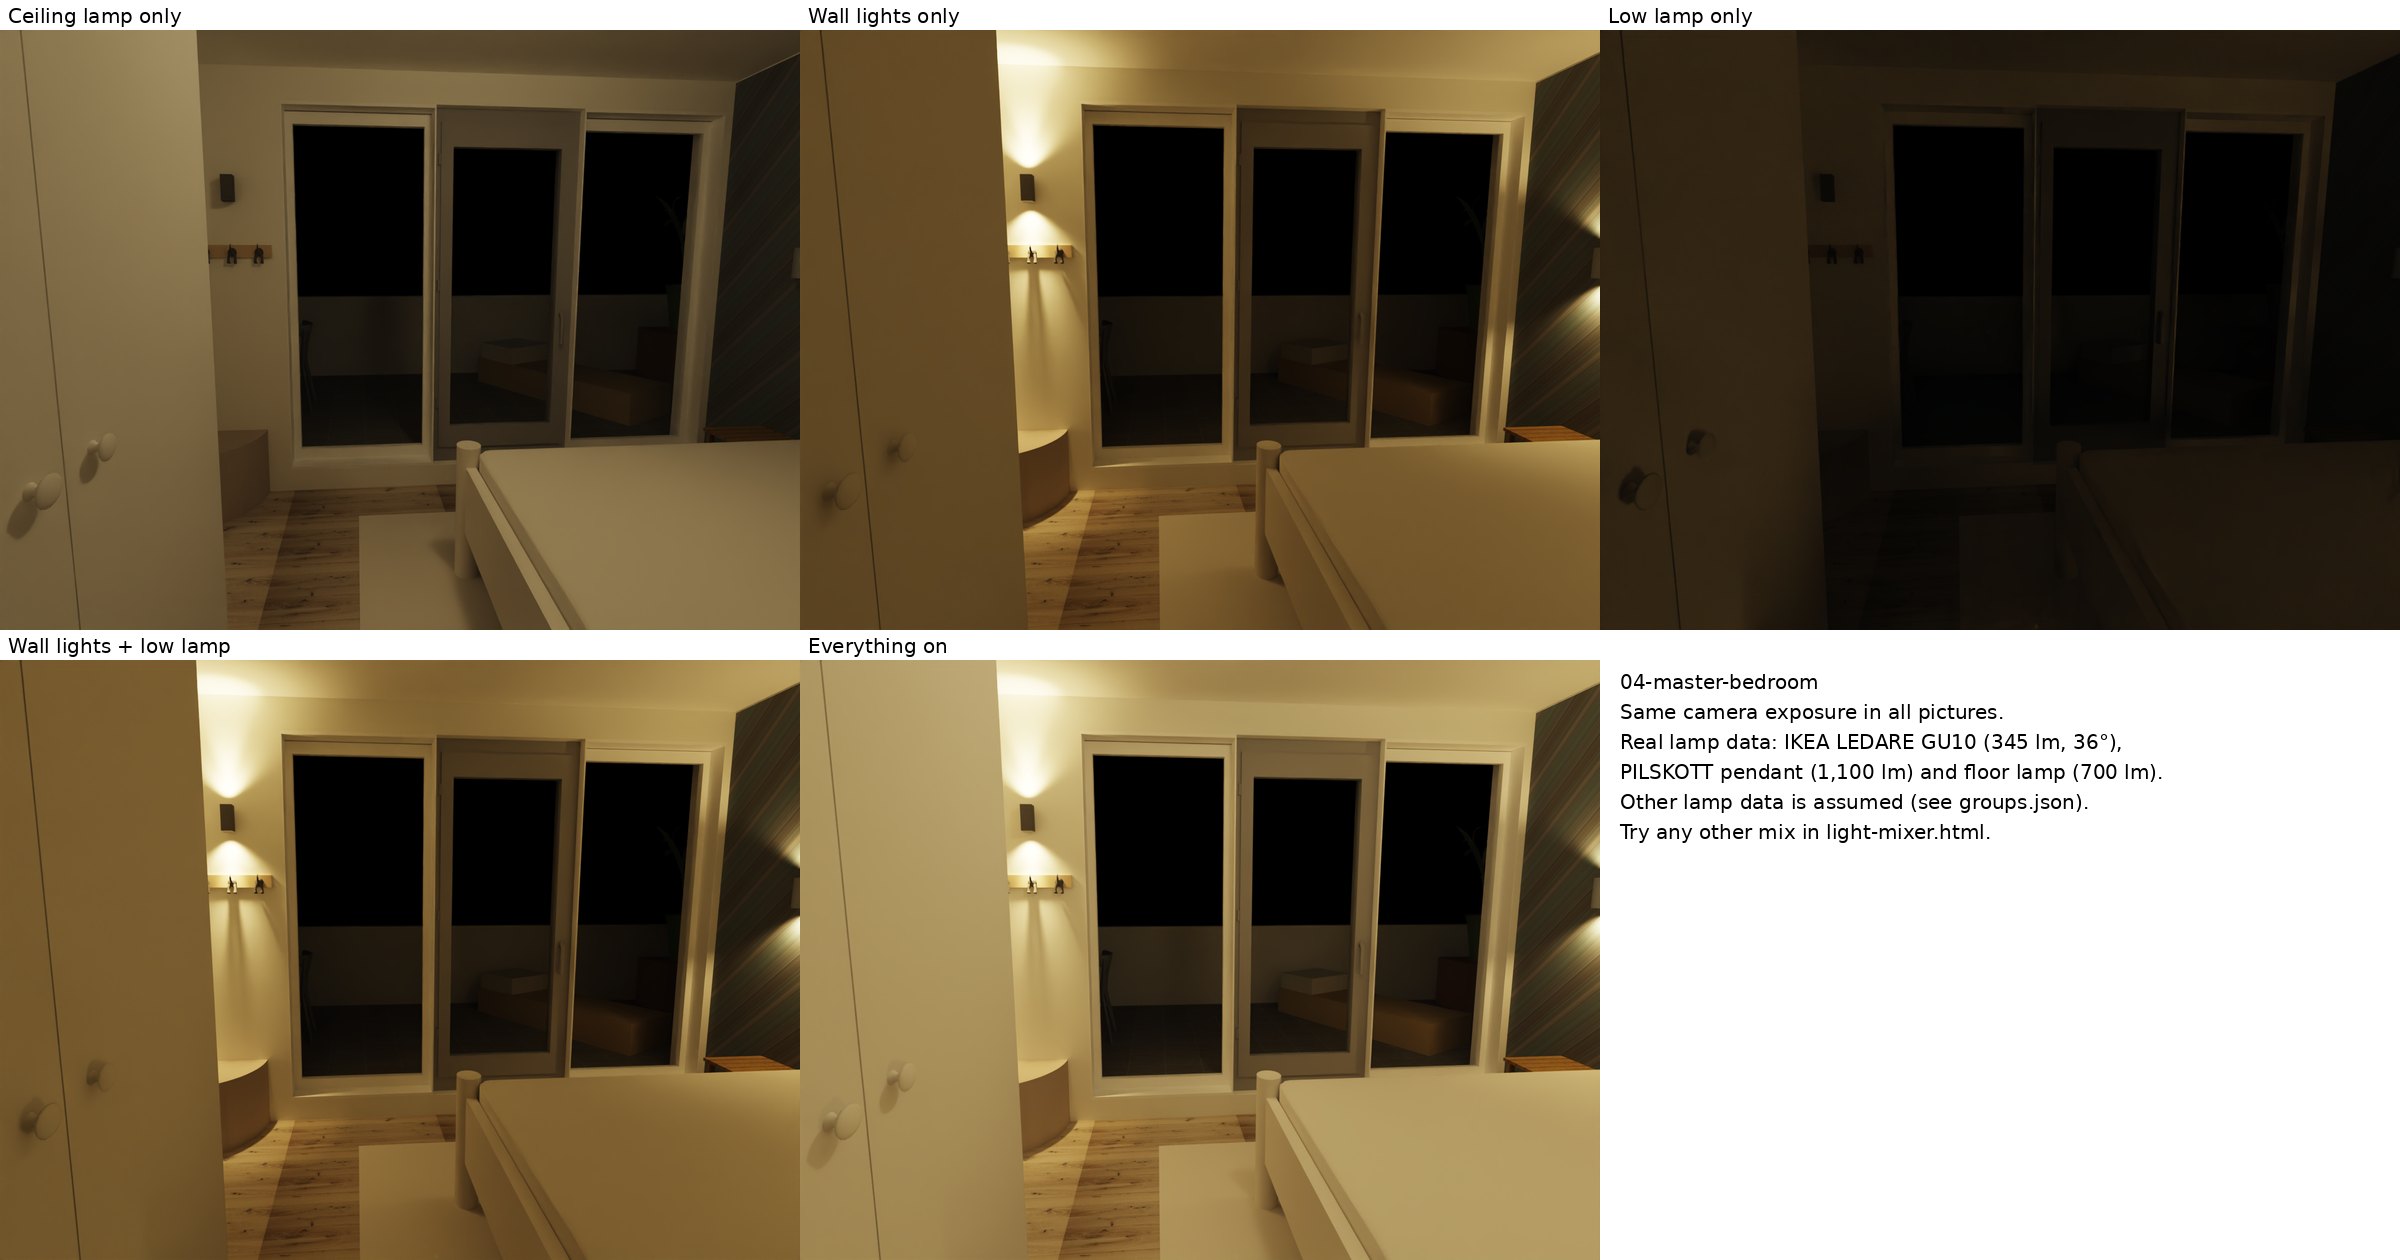 Ceiling lamp only
Wall lights only
Low lamp only
Wall lights + low lamp
Everything on
04-master-bedroom
Same camera exposure in all pictures.
Real lamp data: IKEA LEDARE GU10 (345 lm, 36°),
PILSKOTT pendant (1,100 lm) and floor lamp (700 lm).
Other lamp data is assumed (see groups.json).
Try any other mix in light-mixer.html.